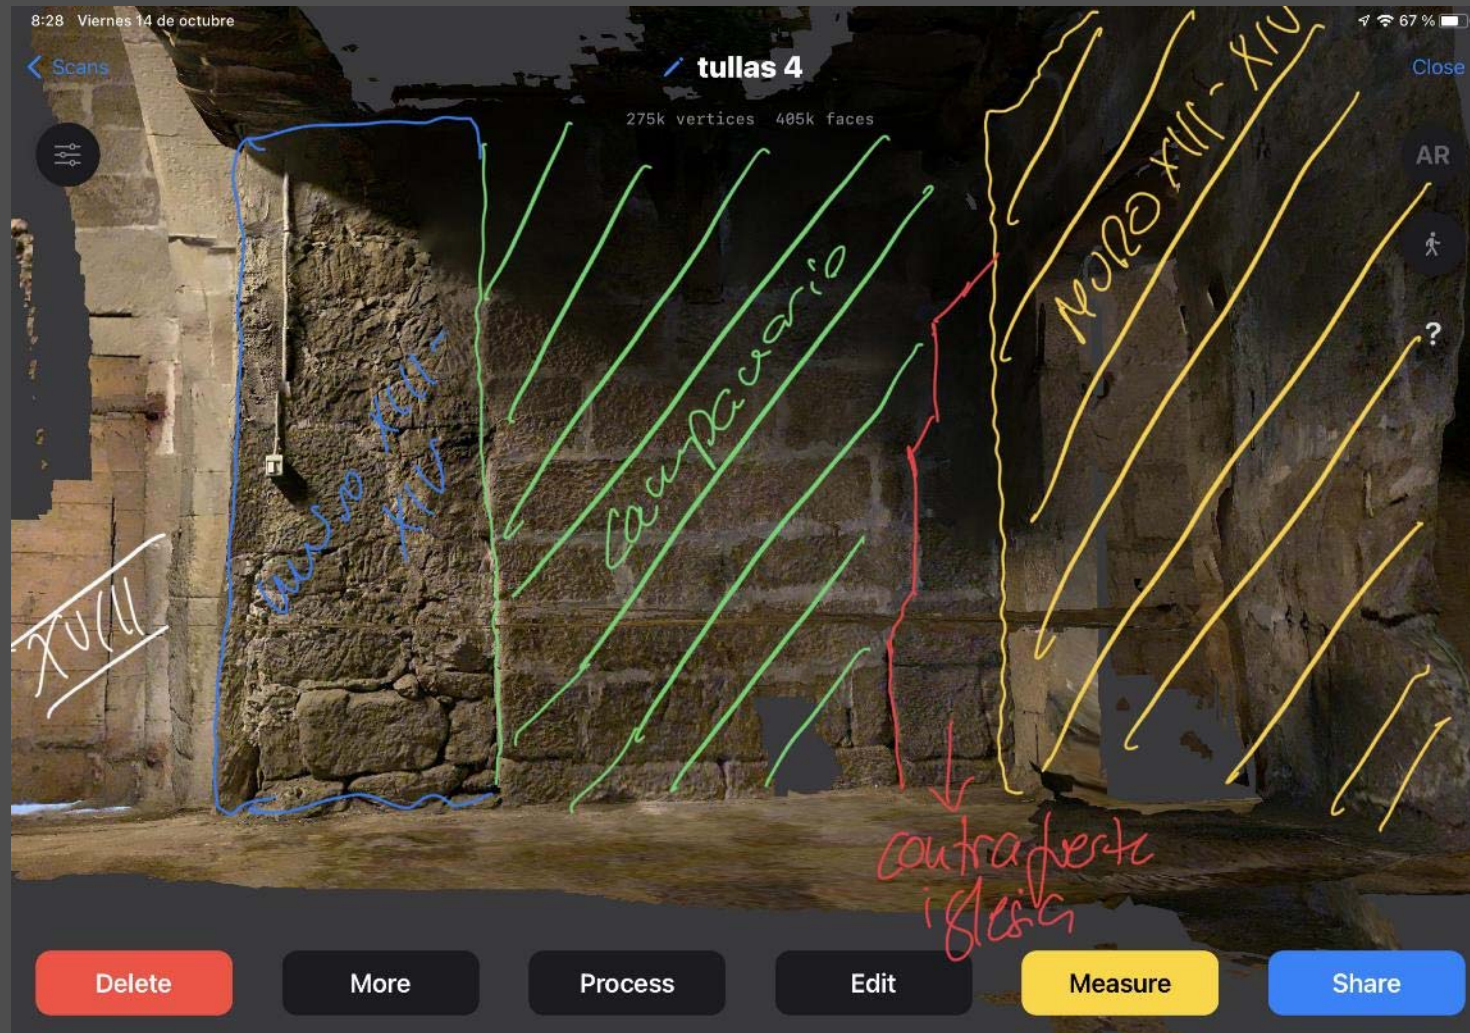 8:28 Viernes 14 de octubre
67 %
Scans
tullas 4
Close
275k vertices 405k faces
AR
MURO XIII - XIV
?
campanario
muro XIII -
XIV
XVIII
contrafuerte
iglesia
Delete
More
Process
Edit
Measure
Share